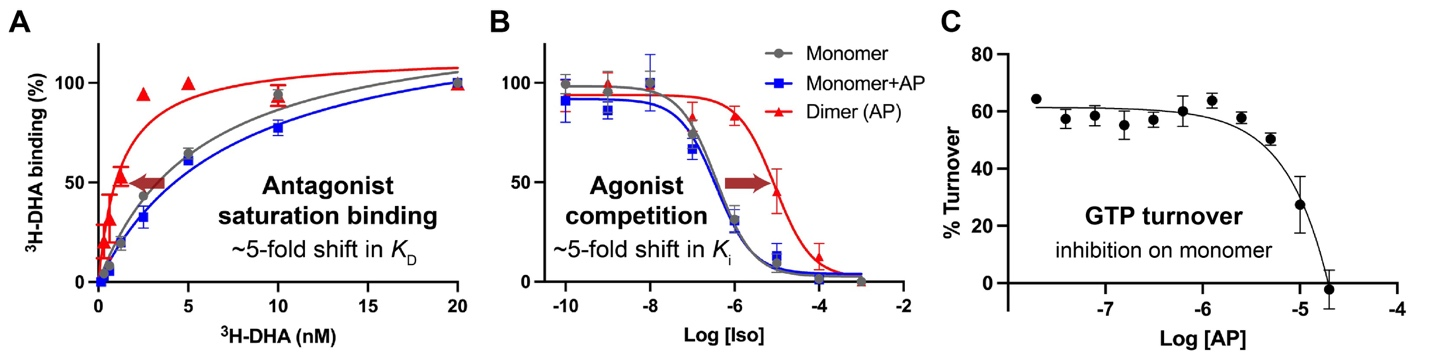 A
³H-DHA binding (%)
100
50
0
0
5
10
15
20
³H-DHA (nM)
Antagonist
saturation binding
~5-fold shift in K_D
B
100
50
0
-10
-8
-6
-4
-2
Log [Iso]
Monomer
Monomer+AP
Dimer (AP)
Agonist
competition
~5-fold shift in K_i
C
% Turnover
80
60
40
20
0
-7
-6
-5
-4
Log [AP]
GTP turnover
inhibition on monomer